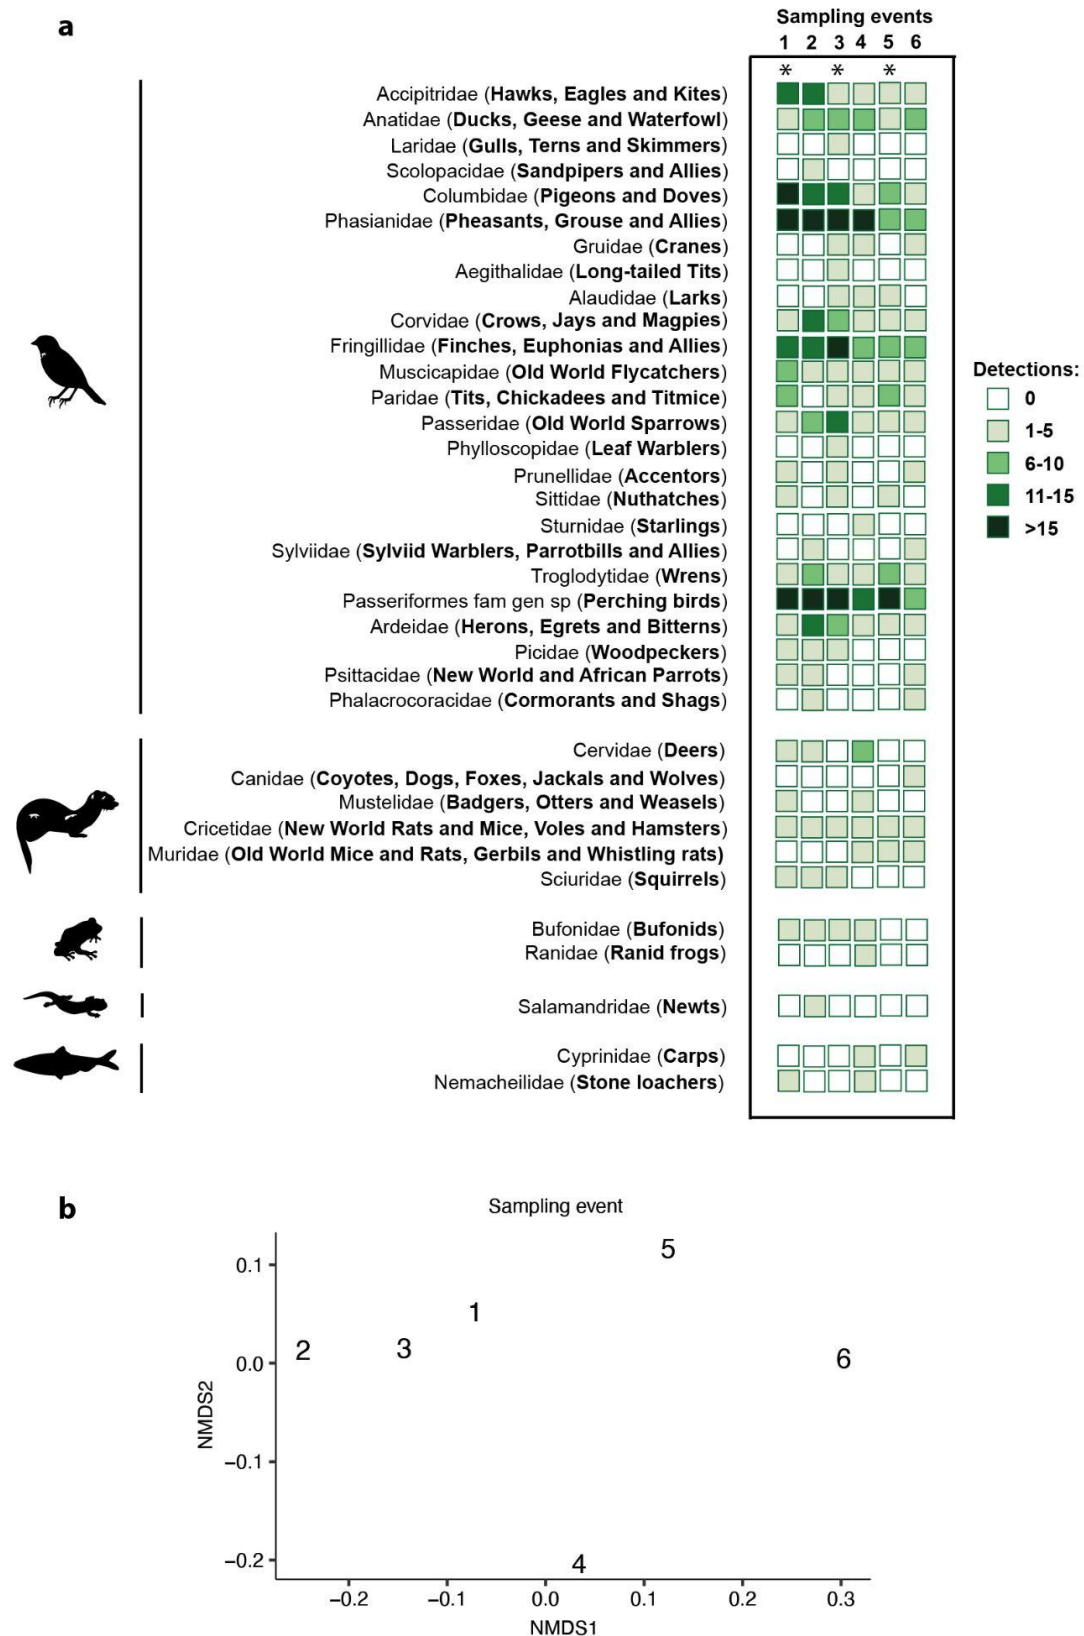 a
Sampling events
1 2 3 4 5 6
* * *
Accipitridae (Hawks, Eagles and Kites)
Anatidae (Ducks, Geese and Waterfowl)
Laridae (Gulls, Terns and Skimmers)
Scolopacidae (Sandpipers and Allies)
Columbidae (Pigeons and Doves)
Phasianidae (Pheasants, Grouse and Allies)
Gruidae (Cranes)
Aegithalidae (Long-tailed Tits)
Alaudidae (Larks)
Corvidae (Crows, Jays and Magpies)
Fringillidae (Finches, Euphonias and Allies)
Muscicapidae (Old World Flycatchers)
Paridae (Tits, Chickadees and Titmice)
Passeridae (Old World Sparrows)
Phylloscopidae (Leaf Warblers)
Prunellidae (Accentors)
Sittidae (Nuthatches)
Sturnidae (Starlings)
Sylviidae (Sylviid Warblers, Parrotbills and Allies)
Troglodytidae (Wrens)
Passeriformes fam gen sp (Perching birds)
Ardeidae (Herons, Egrets and Bitterns)
Picidae (Woodpeckers)
Psittacidae (New World and African Parrots)
Phalacrocoracidae (Cormorants and Shags)
Cervidae (Deers)
Canidae (Coyotes, Dogs, Foxes, Jackals and Wolves)
Mustelidae (Badgers, Otters and Weasels)
Cricetidae (New World Rats and Mice, Voles and Hamsters)
Muridae (Old World Mice and Rats, Gerbils and Whistling rats)
Sciuridae (Squirrels)
Bufonidae (Bufonids)
Ranidae (Ranid frogs)
Salamandridae (Newts)
Cyprinidae (Carps)
Nemacheilidae (Stone loachers)
Detections:
0
1-5
6-10
11-15
>15
b
Sampling event
NMDS2
0.1
0.0
−0.1
−0.2
5
1
2
3
6
4
−0.2 −0.1 0.0 0.1 0.2 0.3
NMDS1